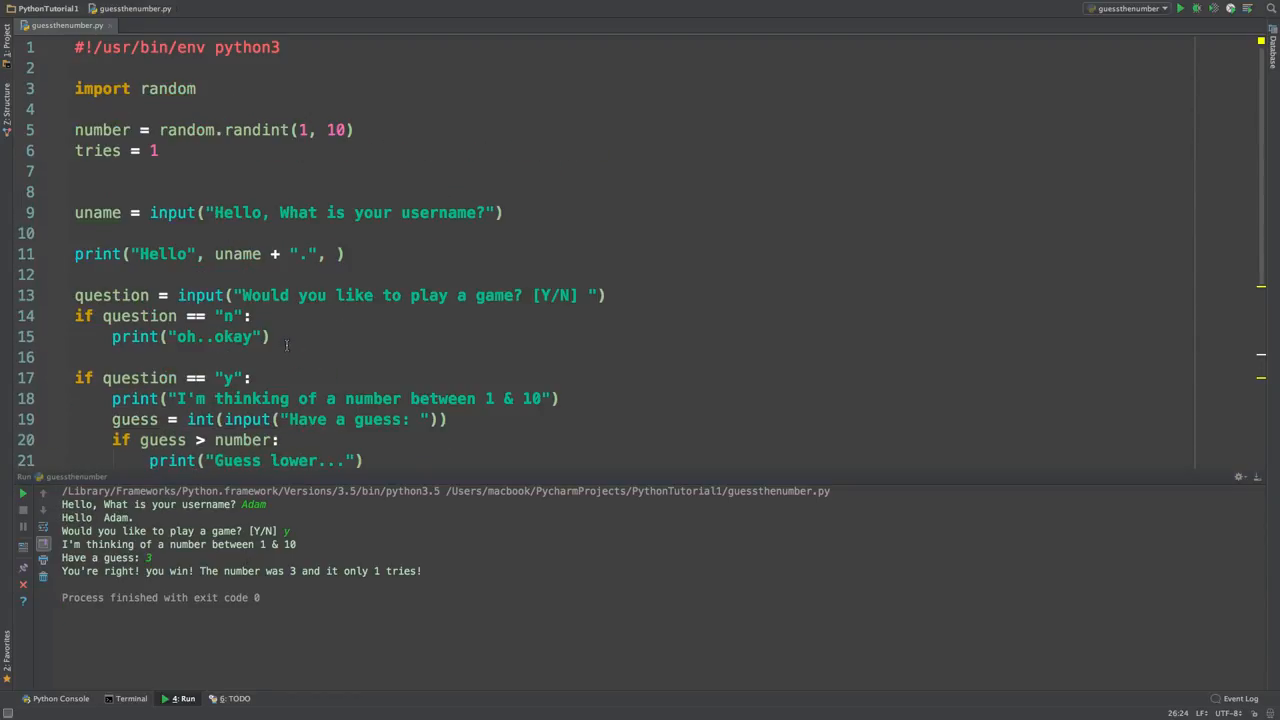 PythonTutorial1 guessthenumber.py
guessthenumber
guessthenumber.py
1: Project
Z: Structure
Database
1 #!/usr/bin/env python3
2
3 import random
4
5 number = random.randint(1, 10)
6 tries = 1
7
8
9 uname = input("Hello, What is your username?")
10
11 print("Hello", uname + ".", )
12
13 question = input("Would you like to play a game? [Y/N] ")
14 if question == "n":
15 print("oh..okay")
16
17 if question == "y":
18 print("I'm thinking of a number between 1 & 10")
19 guess = int(input("Have a guess: "))
20 if guess > number:
21 print("Guess lower...")
Run guessthenumber
/Library/Frameworks/Python.framework/Versions/3.5/bin/python3.5 /Users/macbook/PycharmProjects/PythonTutorial1/guessthenumber.py
Hello, What is your username? Adam
Hello  Adam.
Would you like to play a game? [Y/N] y
I'm thinking of a number between 1 & 10
Have a guess: 3
You're right! you win! The number was 3 and it only 1 tries!
Process finished with exit code 0
2: Favorites
Python Console Terminal 4: Run 6: TODO Event Log
26:24 LF÷ UTF-8÷